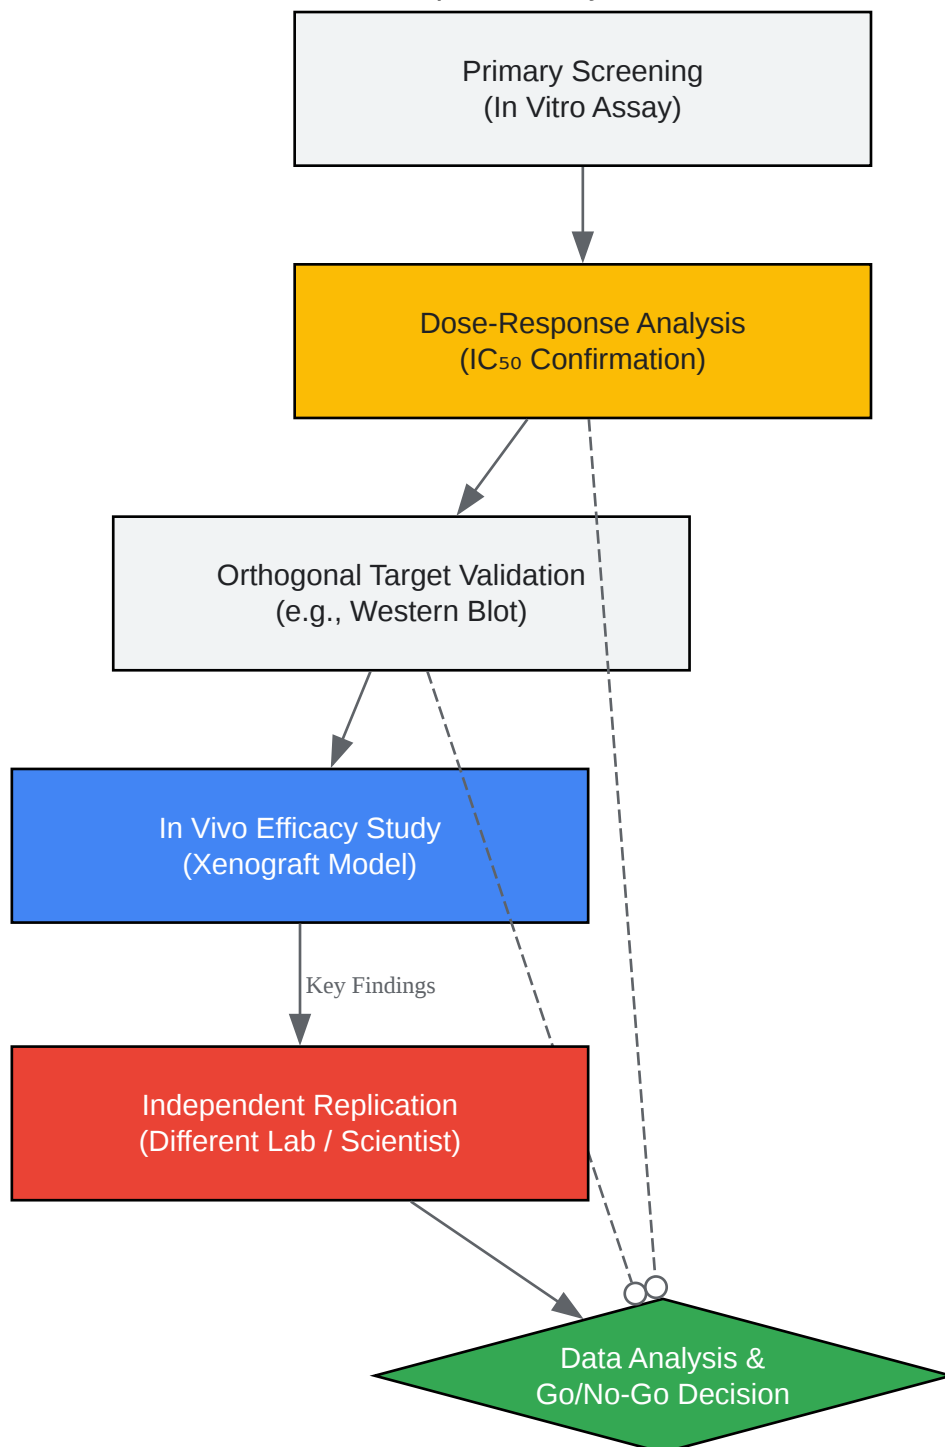 Primary Screening
(In Vitro Assay)
Dose-Response Analysis
(IC₅₀ Confirmation)
Orthogonal Target Validation
(e.g., Western Blot)
In Vivo Efficacy Study
(Xenograft Model)
Key Findings
Independent Replication
(Different Lab / Scientist)
Data Analysis &
Go/No-Go Decision